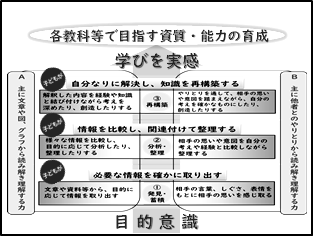 各教科等で目指す資質・能力の育成
学びを実感
A 主に文章や図、グラフから読み解き理解する力
B 主に他者とのやりとりから読み解き理解する力
子どもが
自分なりに解決し、知識を再構築する
解釈した内容を経験や知識
と結び付けながら考えを
深めたり、創造したりする
③
再構築
やりとりを通して、相手の思い
や意図を踏まえながら、自分の
考えを確かなものにしたり、
創造したりする
子どもが
情報を比較し、関連付けて整理する
様々な情報を比較し、
目的に応じて分析したり、
整理したりする
②
分析・
整理
相手の思いや意図を自分の
考えや経験と比較しながら
整理する
子どもが
必要な情報を確かに取り出す
文章や資料等から、目的に
応じて情報を取り出す
①
発見・
蓄積
相手の言葉、しぐさ、表情を
もとに相手の思いを感じ取る
目的意識